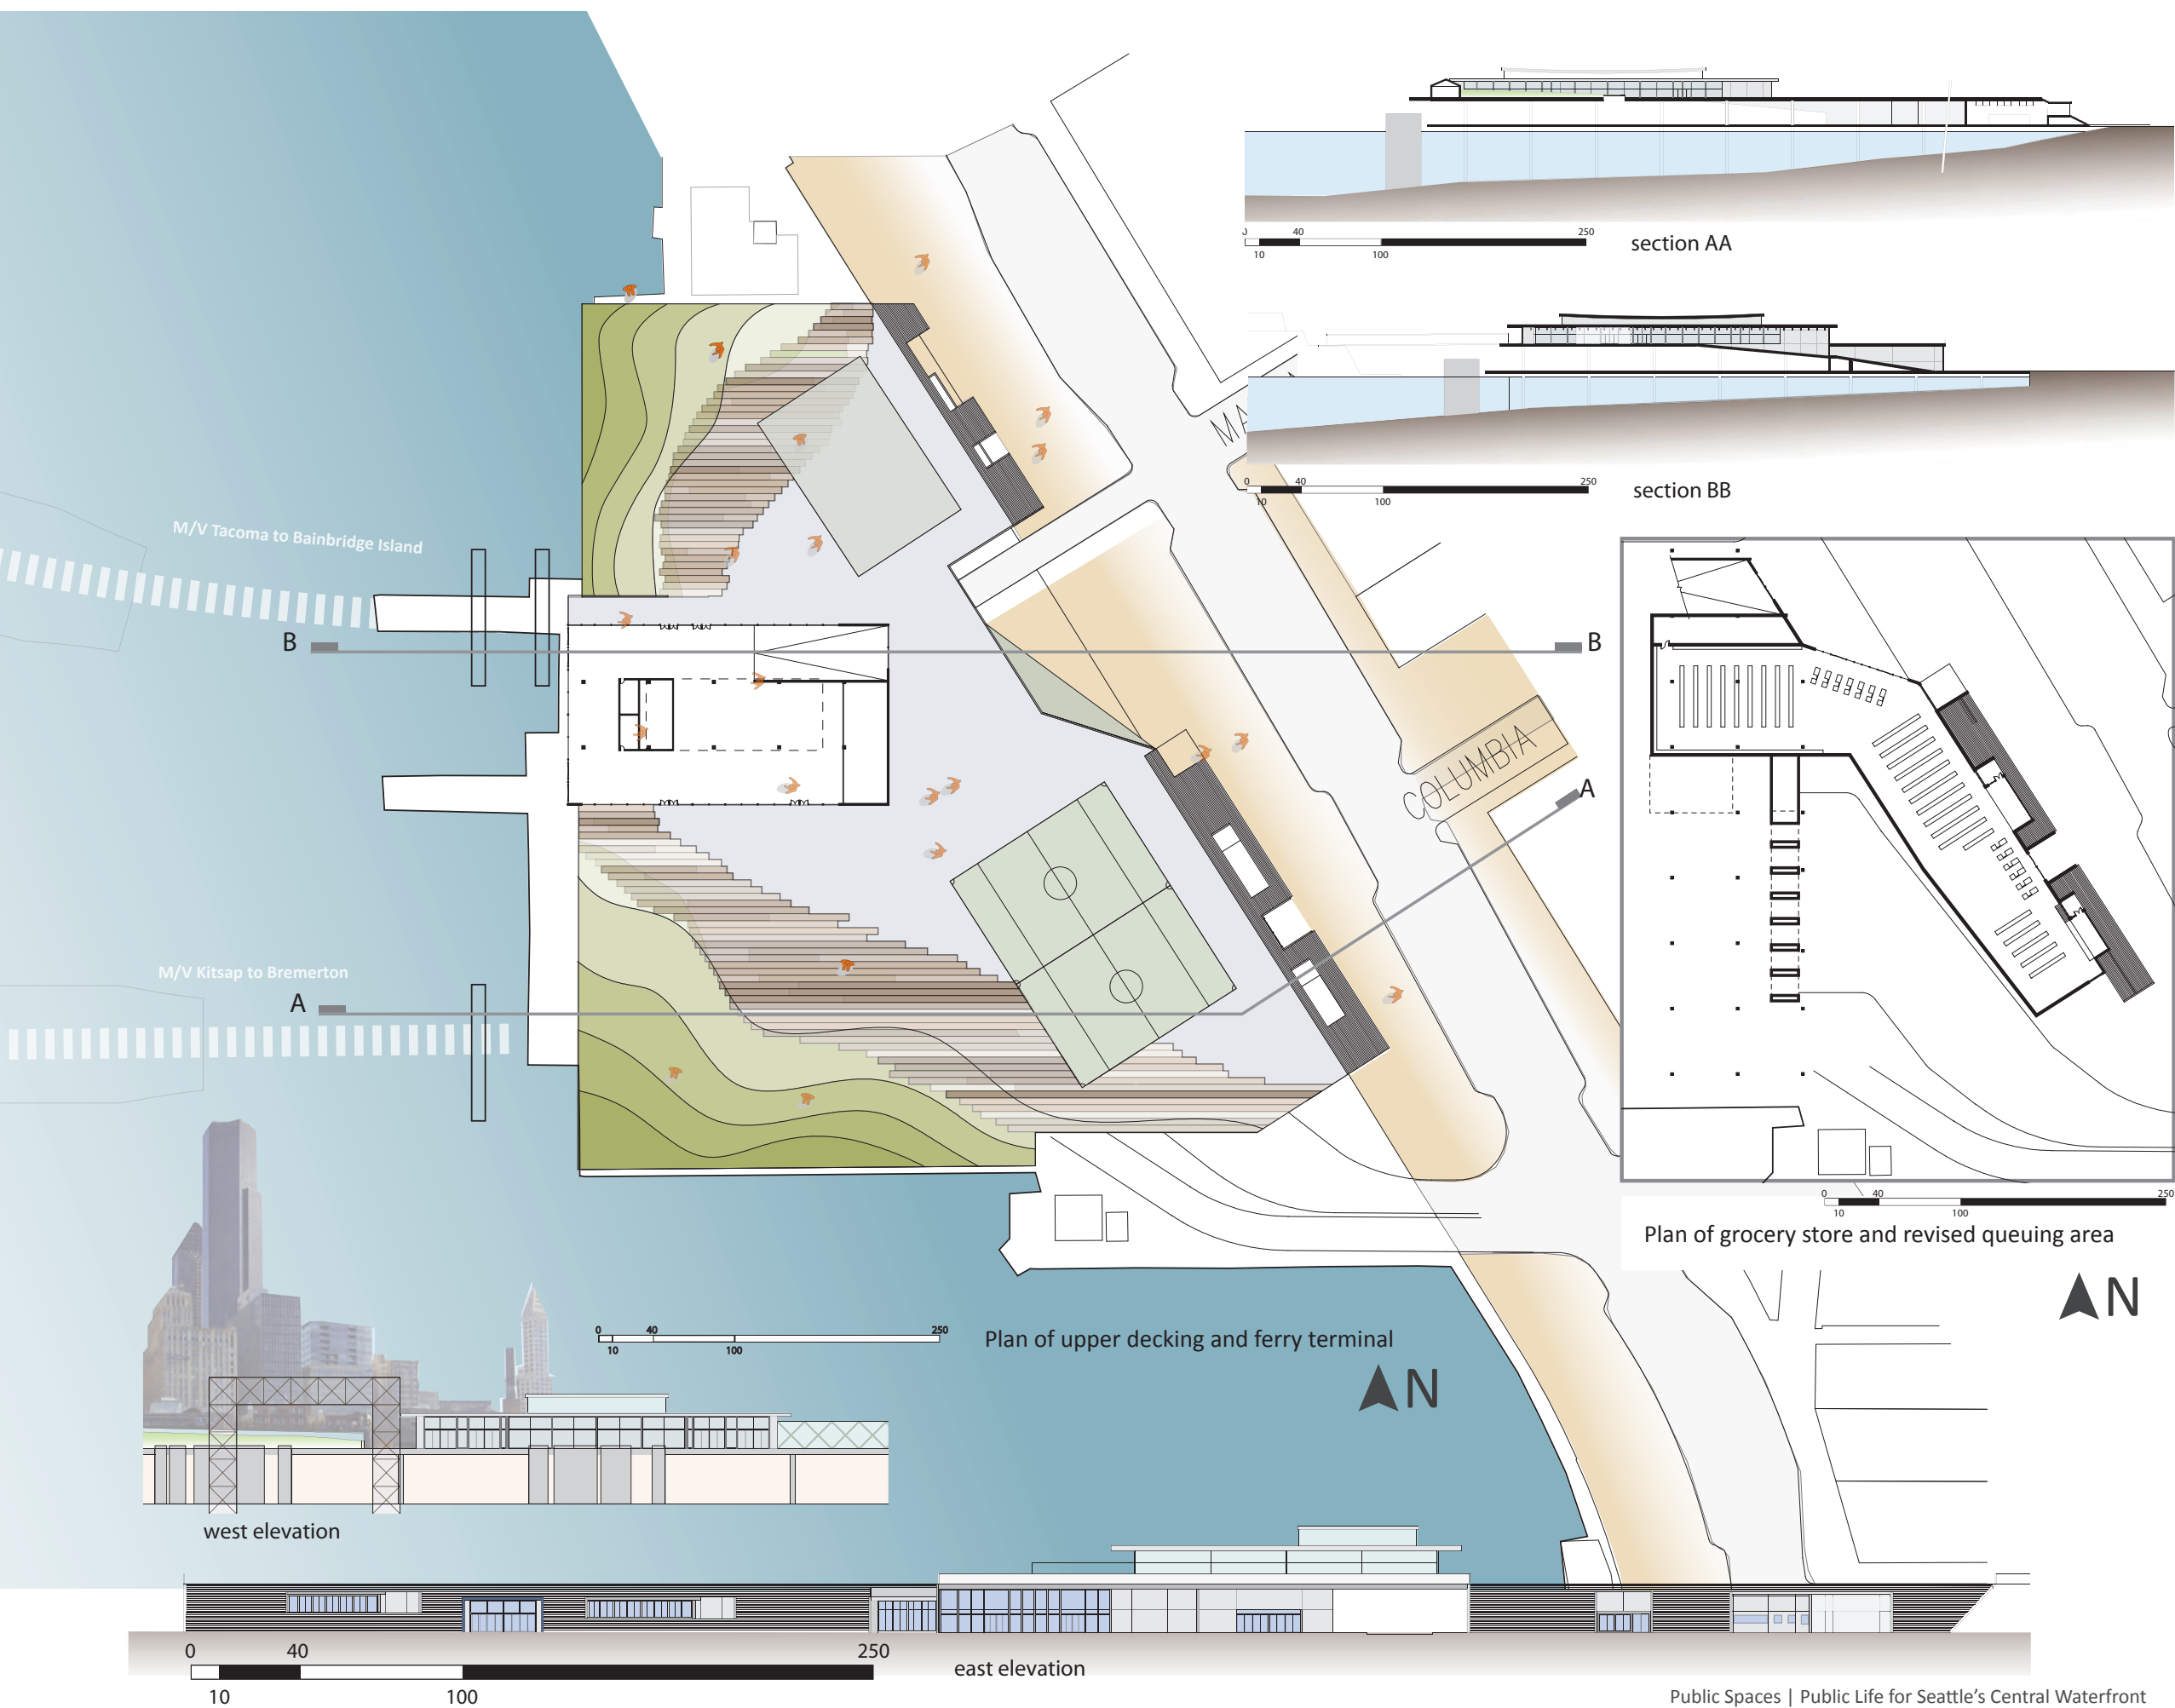 0 40 250
10 100
section AA
MA
0 40 250
10 100
section BB
M/V Tacoma to Bainbridge Island
B
B
COLUMBIA
A
M/V Kitsap to Bremerton
A
0 40 250
10 100
Plan of grocery store and revised queuing area
N
0 40 250
10 100
Plan of upper decking and ferry terminal
N
west elevation
0 40 250
10 100
east elevation
Public Spaces | Public Life for Seattle's Central Waterfront